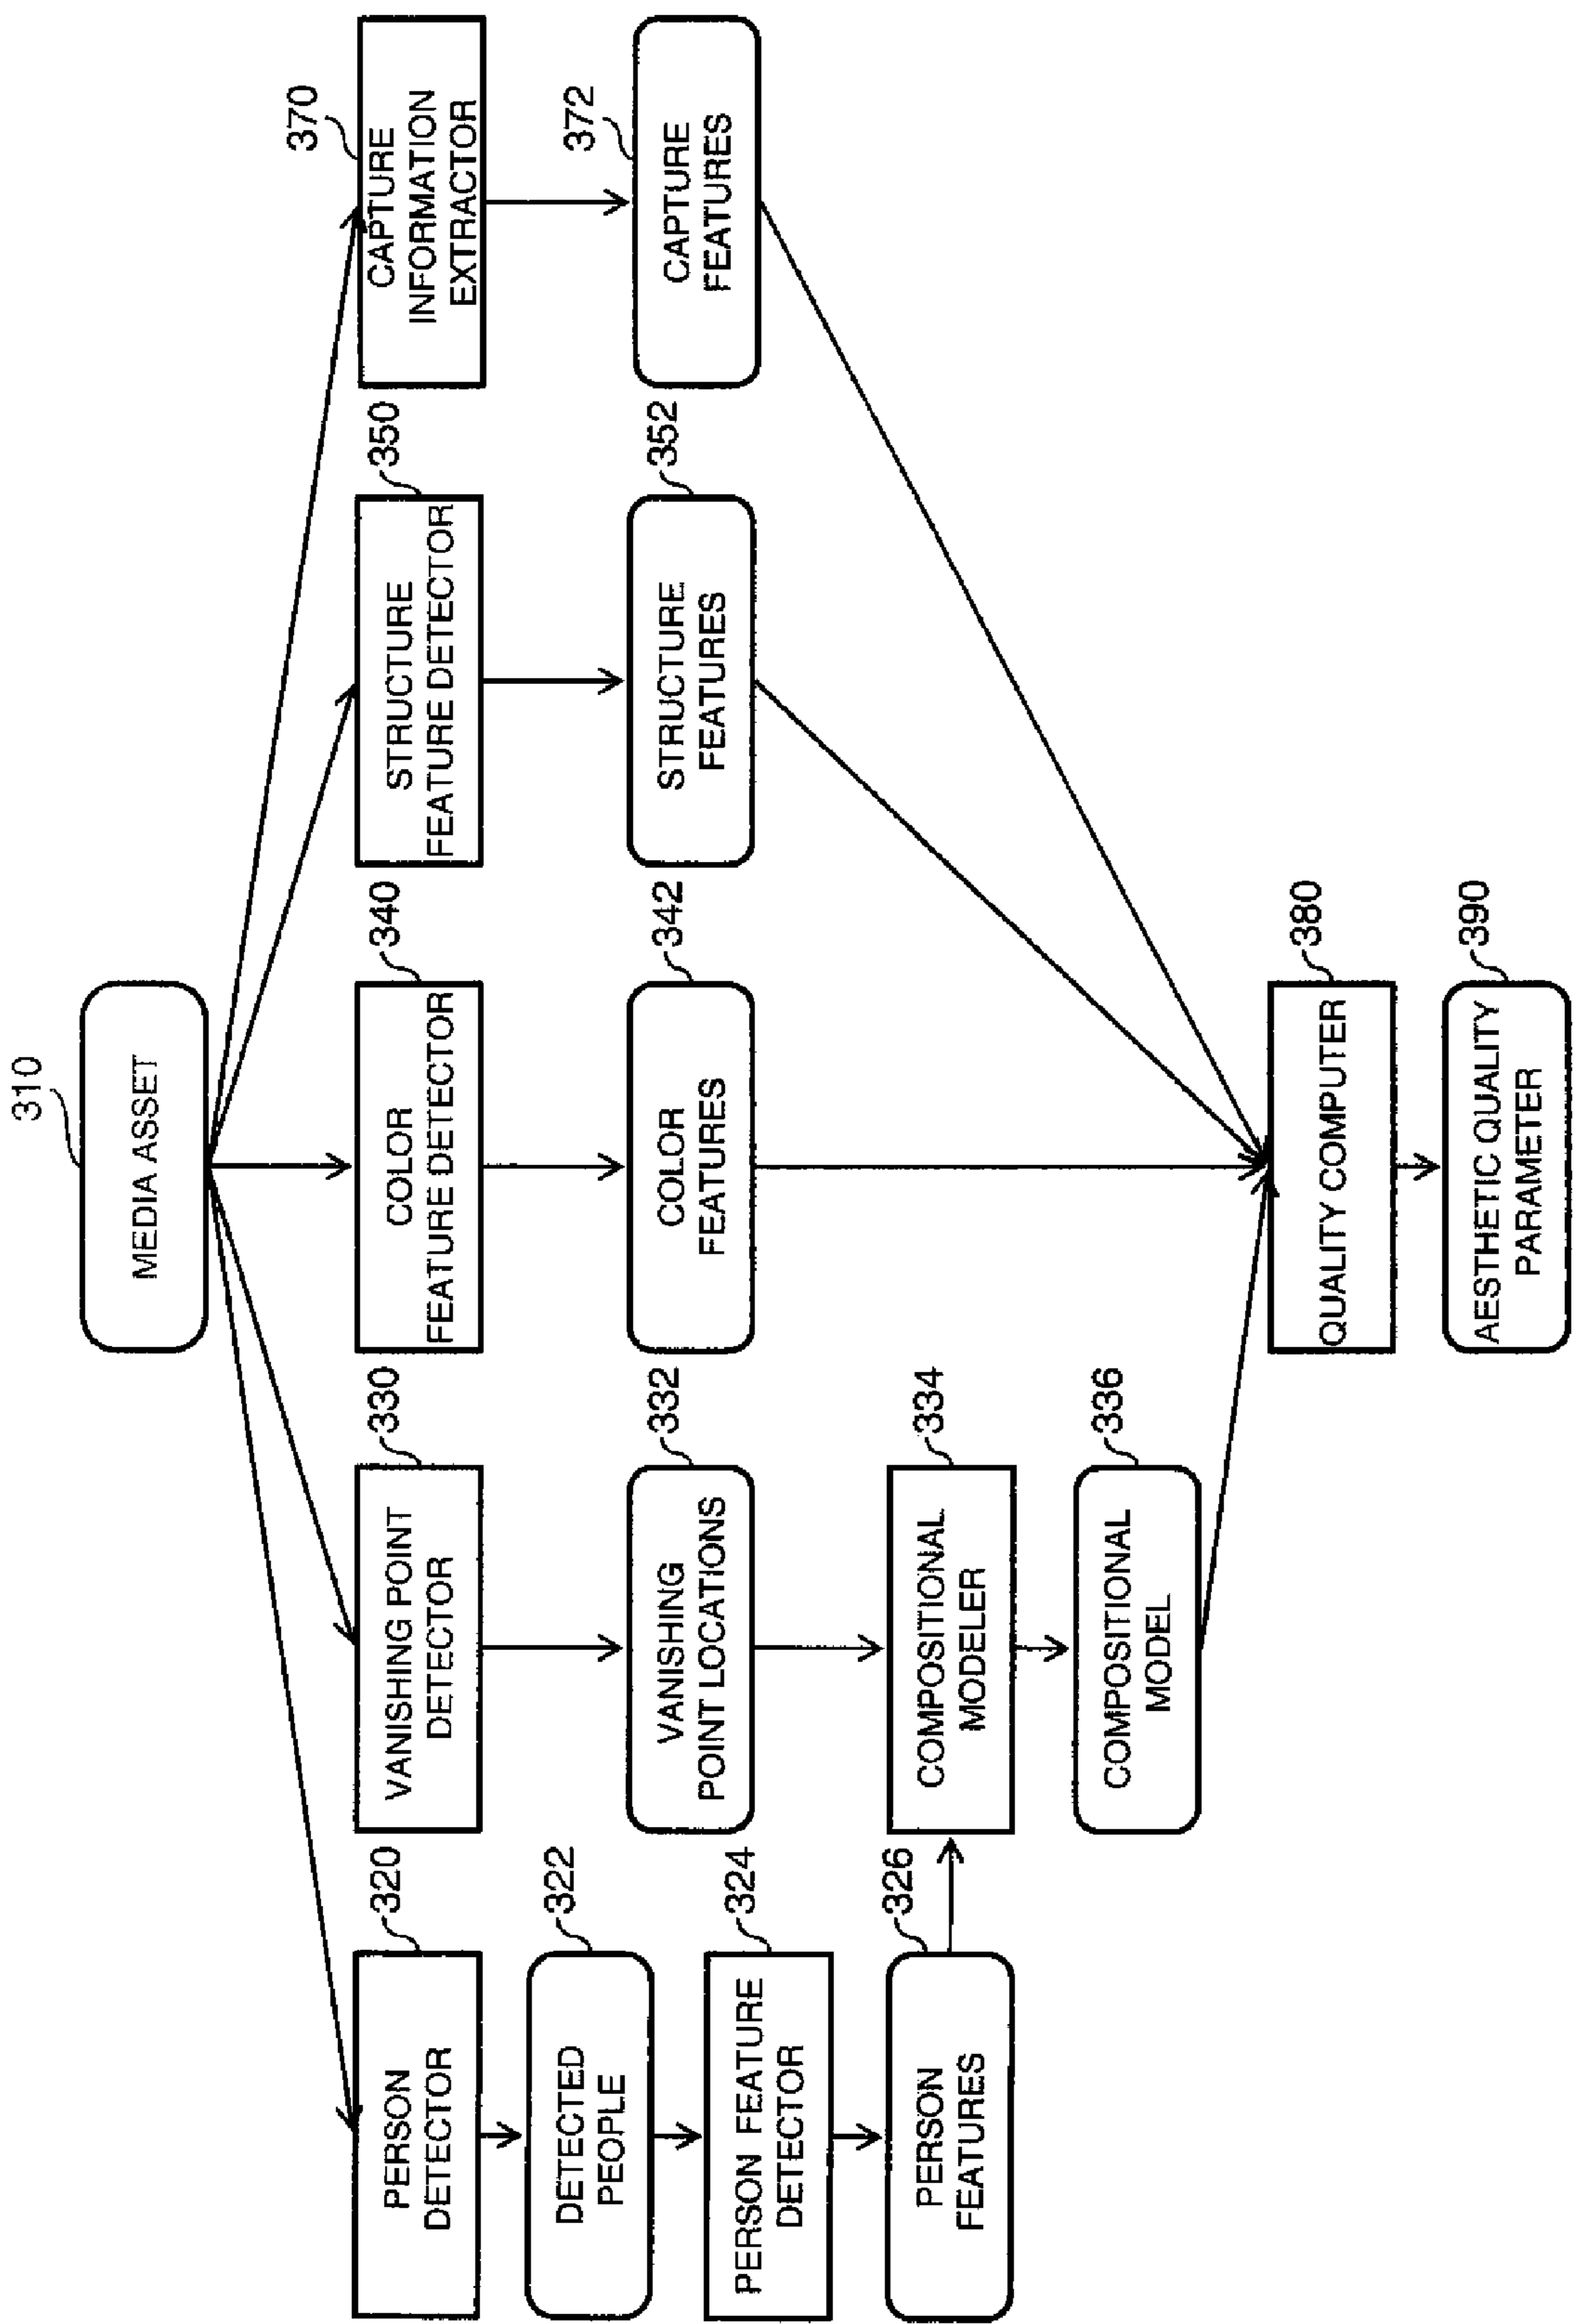 310
MEDIA ASSET
320
PERSON
DETECTOR
322
DETECTED
PEOPLE
324
PERSON FEATURE
DETECTOR
326
PERSON
FEATURES
330
VANISHING POINT
DETECTOR
332
VANISHING
POINT LOCATIONS
334
COMPOSITIONAL
MODELER
336
COMPOSITIONAL
MODEL
340
COLOR
FEATURE DETECTOR
342
COLOR
FEATURES
350
STRUCTURE
FEATURE DETECTOR
352
STRUCTURE
FEATURES
370
CAPTURE
INFORMATION
EXTRACTOR
372
CAPTURE
FEATURES
380
QUALITY COMPUTER
390
AESTHETIC QUALITY
PARAMETER